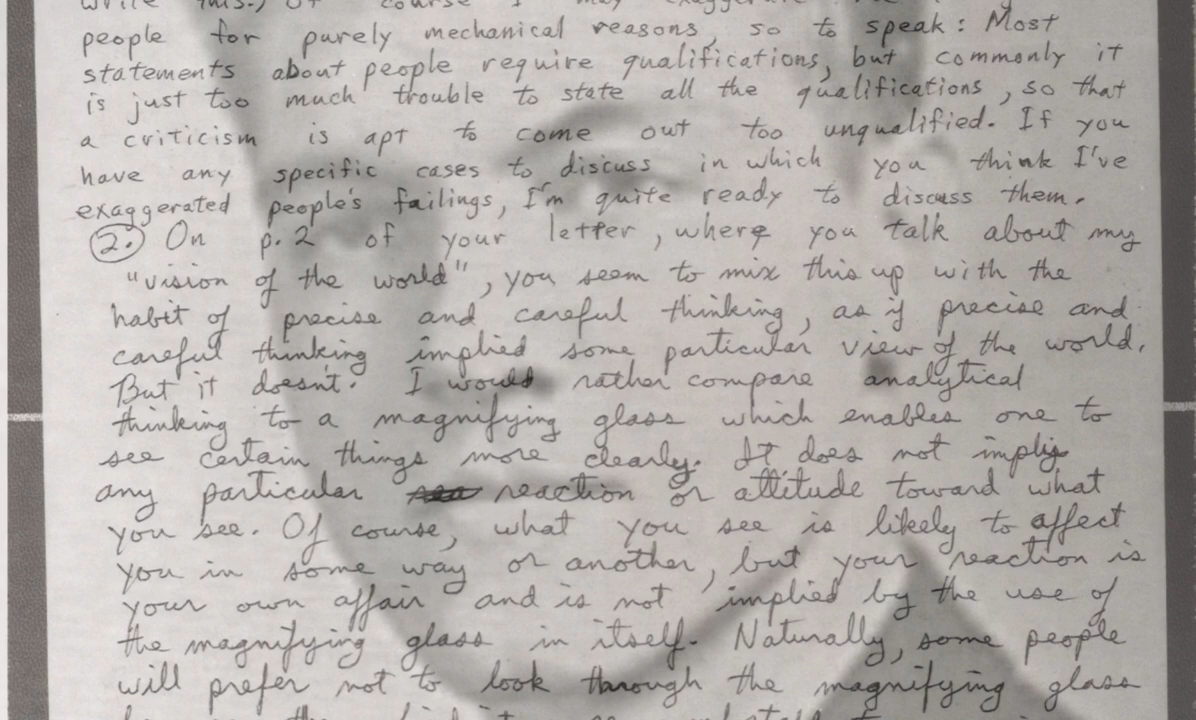 write this.) Of course I may exaggerate
people for purely mechanical reasons, so to speak: Most
statements about people require qualifications, but commonly it
is just too much trouble to state all the qualifications, so that
a criticism is apt to come out too unqualified. If you
have any specific cases to discuss in which you think I've
exaggerated people's failings, I'm quite ready to discuss them.
2. On p. 2 of your letter, where you talk about my
"vision of the world", you seem to mix this up with the
habit of precise and careful thinking, as if precise and
careful thinking implied some particular view of the world.
But it doesn't. I would rather compare analytical
thinking to a magnifying glass which enables one to
see certain things more clearly. It does not imply
any particular reaction or attitude toward what
you see. Of course, what you see is likely to affect
you in some way or another, but your reaction is
your own affair and is not implied by the use of
the magnifying glass in itself. Naturally, some people
will prefer not to look through the magnifying glass